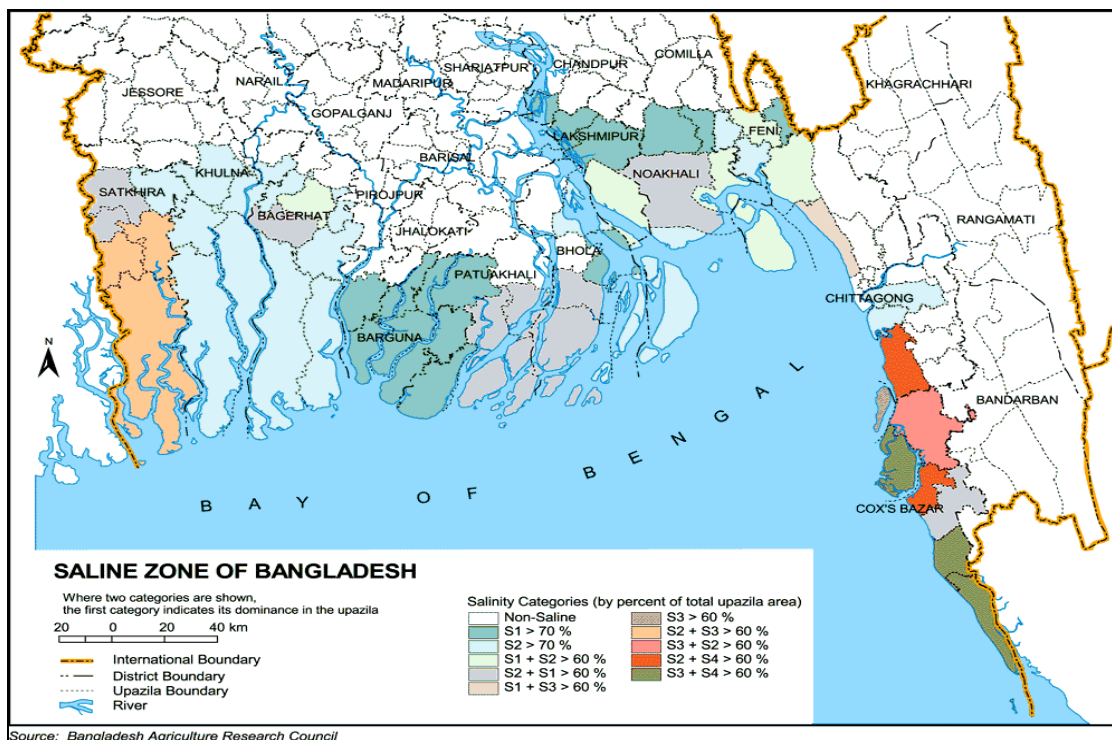 COMILLA
SHARIATPUR
CHANDPUR
NARAIL
MADARIPUR
KHAGRACHHARI
JESSORE
GOPALGANJ
LAKSHMIPUR
FENI
BARISAL
KHULNA
NOAKHALI
SATKHIRA
PIROJPUR
BAGERHAT
RANGAMATI
JHALOKATI
BHOLA
PATUAKHALI
CHITTAGONG
BARGUNA
N
BANDARBAN
BAY OF BENGAL
COX'S BAZAR
SALINE ZONE OF BANGLADESH
Where two categories are shown,
the first category indicates its dominance in the upazila
20 0 20 40 km
International Boundary
District Boundary
Upazila Boundary
River
Salinity Categories (by percent of total upazila area)
Non-Saline
S1 > 70 %
S2 > 70%
S1 + S2 > 60 %
S2 + S1 > 60 %
S1 + S3 > 60 %
S3 > 60 %
S2 + S3 > 60 %
S3 + S2 > 60 %
S2 + S4 > 60 %
S3 + S4 > 60 %
Source: Bangladesh Agriculture Research Council